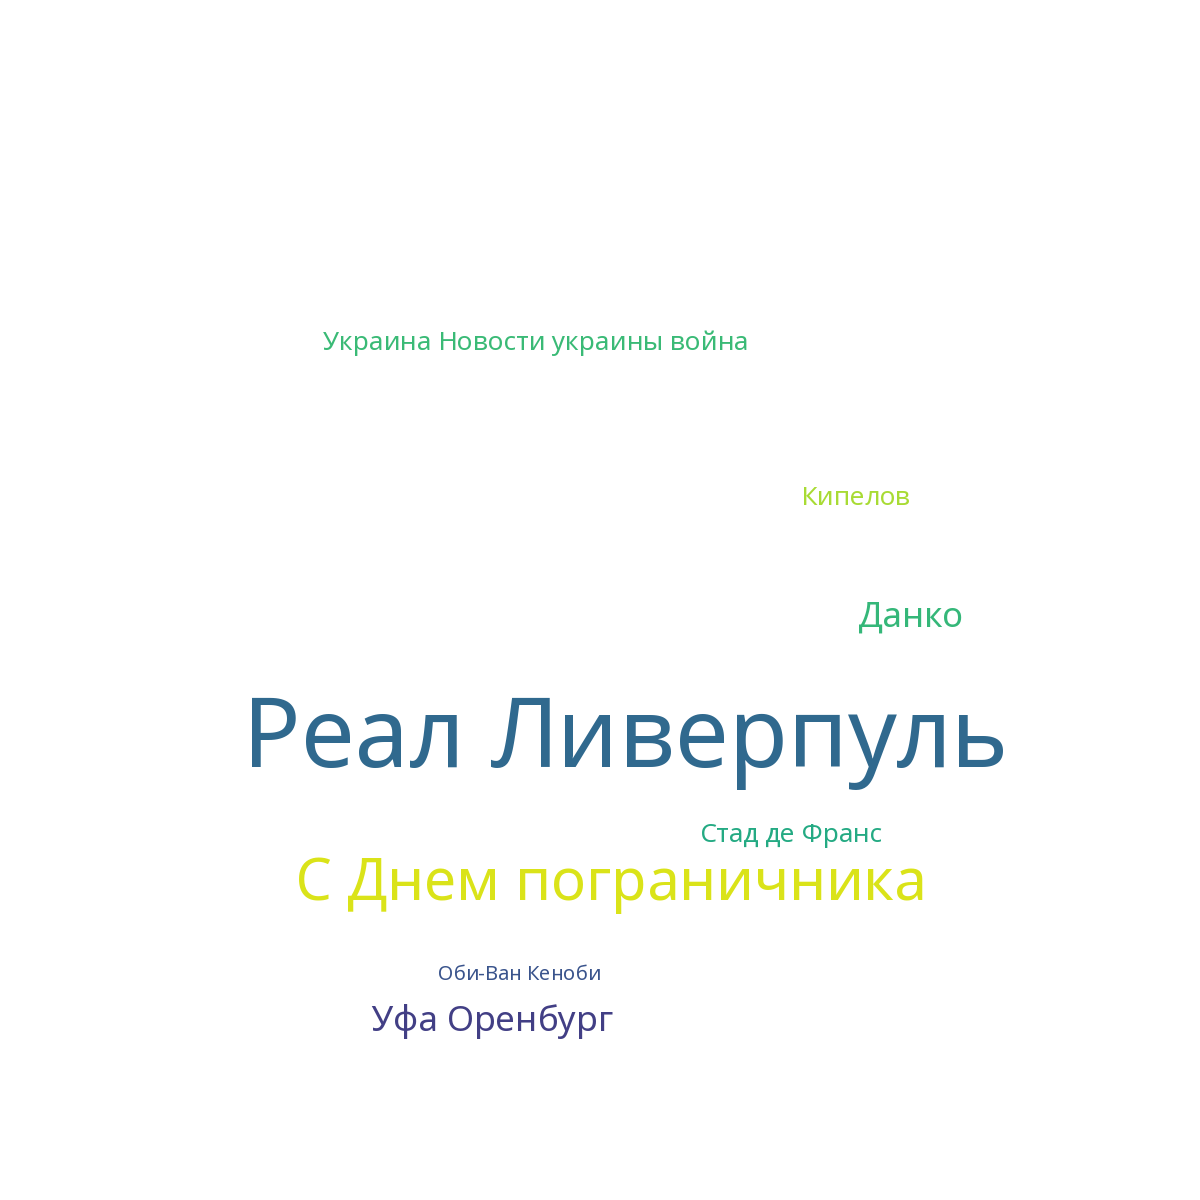 Украина Новости украины война
Кипелов
Данко
Реал Ливерпуль
Стад де Франс
С Днем пограничника
Оби-Ван Кеноби
Уфа Оренбург